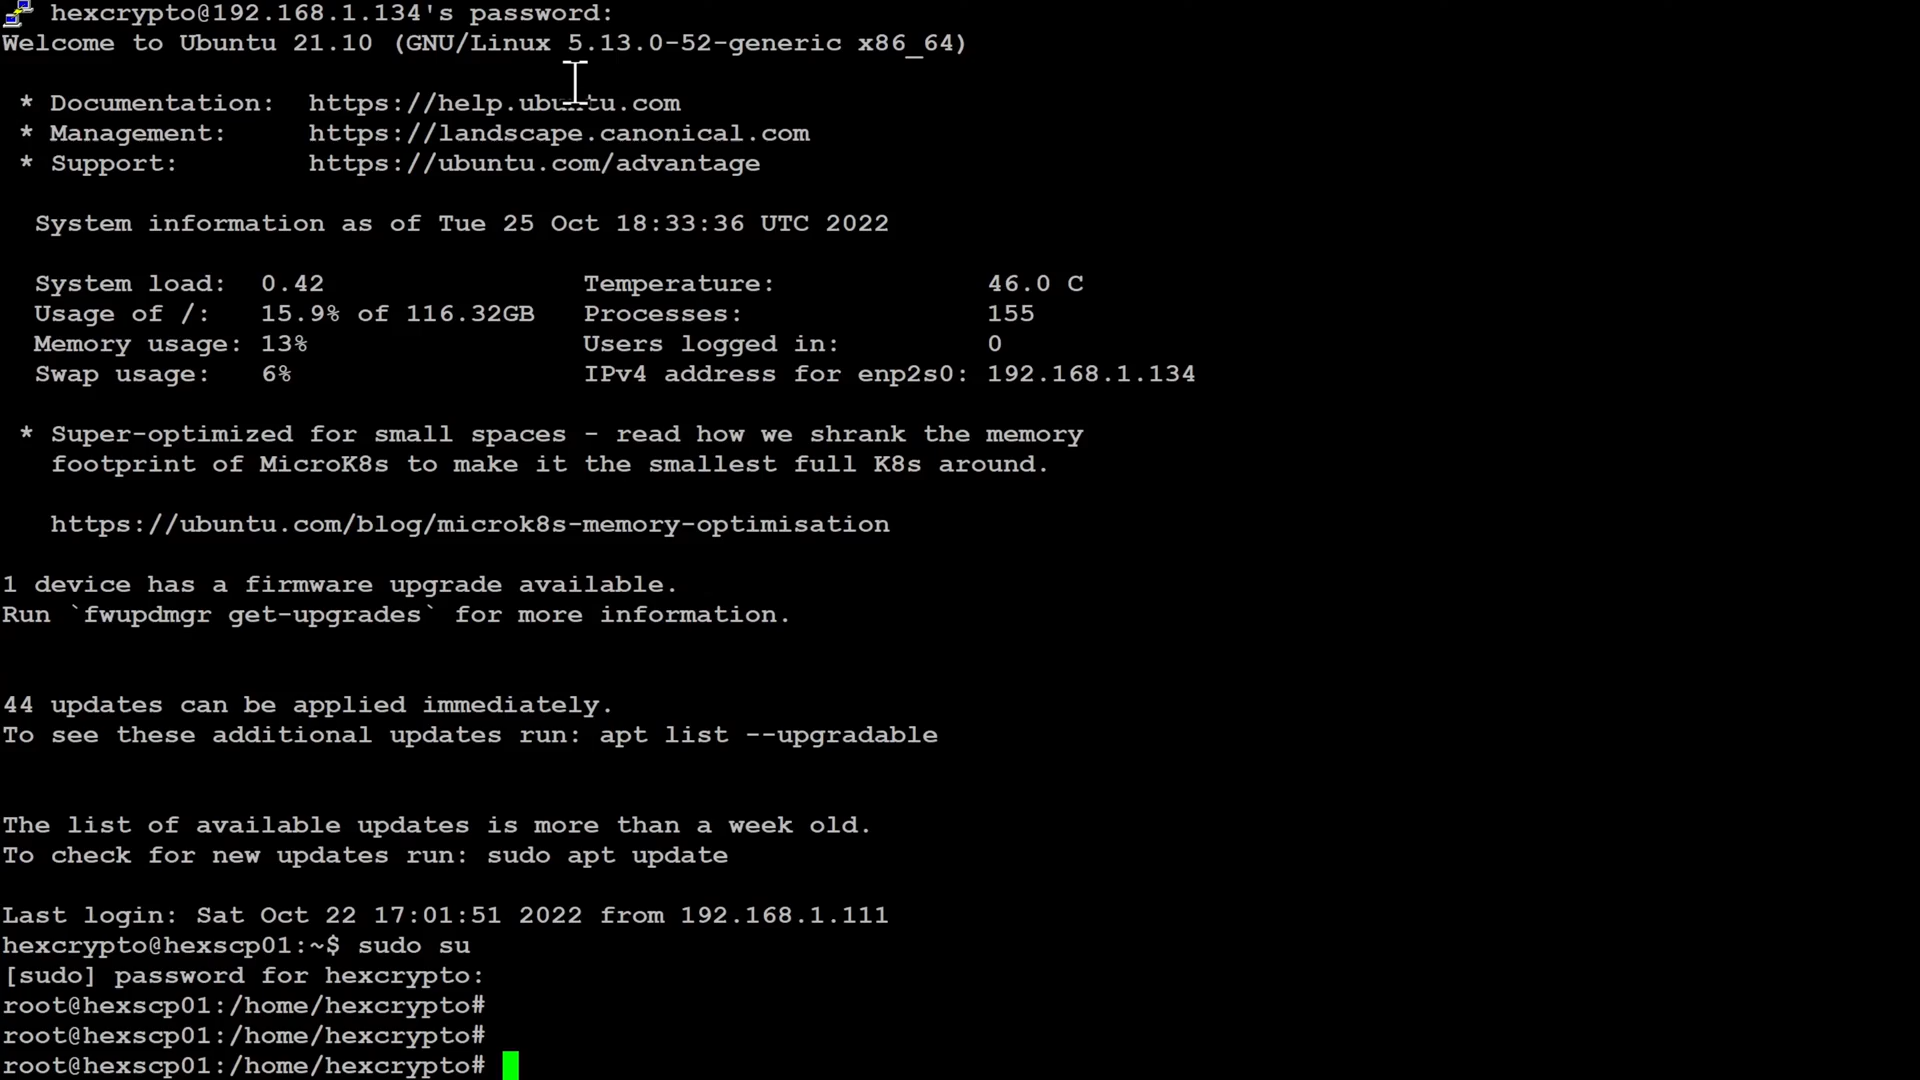 hexcrypto@192.168.1.134's password:
Welcome to Ubuntu 21.10 (GNU/Linux 5.13.0-52-generic x86_64)
* Documentation:  https://help.ubuntu.com
* Management:     https://landscape.canonical.com
* Support:        https://ubuntu.com/advantage
System information as of Tue 25 Oct 18:33:36 UTC 2022
System load:  0.42                Temperature:             46.0 C
Usage of /:   15.9% of 116.32GB   Processes:               155
Memory usage: 13%                 Users logged in:         0
Swap usage:   6%                  IPv4 address for enp2s0: 192.168.1.134
* Super-optimized for small spaces - read how we shrank the memory
footprint of MicroK8s to make it the smallest full K8s around.
https://ubuntu.com/blog/microk8s-memory-optimisation
1 device has a firmware upgrade available.
Run `fwupdmgr get-upgrades` for more information.
44 updates can be applied immediately.
To see these additional updates run: apt list --upgradable
The list of available updates is more than a week old.
To check for new updates run: sudo apt update
Last login: Sat Oct 22 17:01:51 2022 from 192.168.1.111
hexcrypto@hexscp01:~$ sudo su
[sudo] password for hexcrypto:
root@hexscp01:/home/hexcrypto#
root@hexscp01:/home/hexcrypto#
root@hexscp01:/home/hexcrypto#